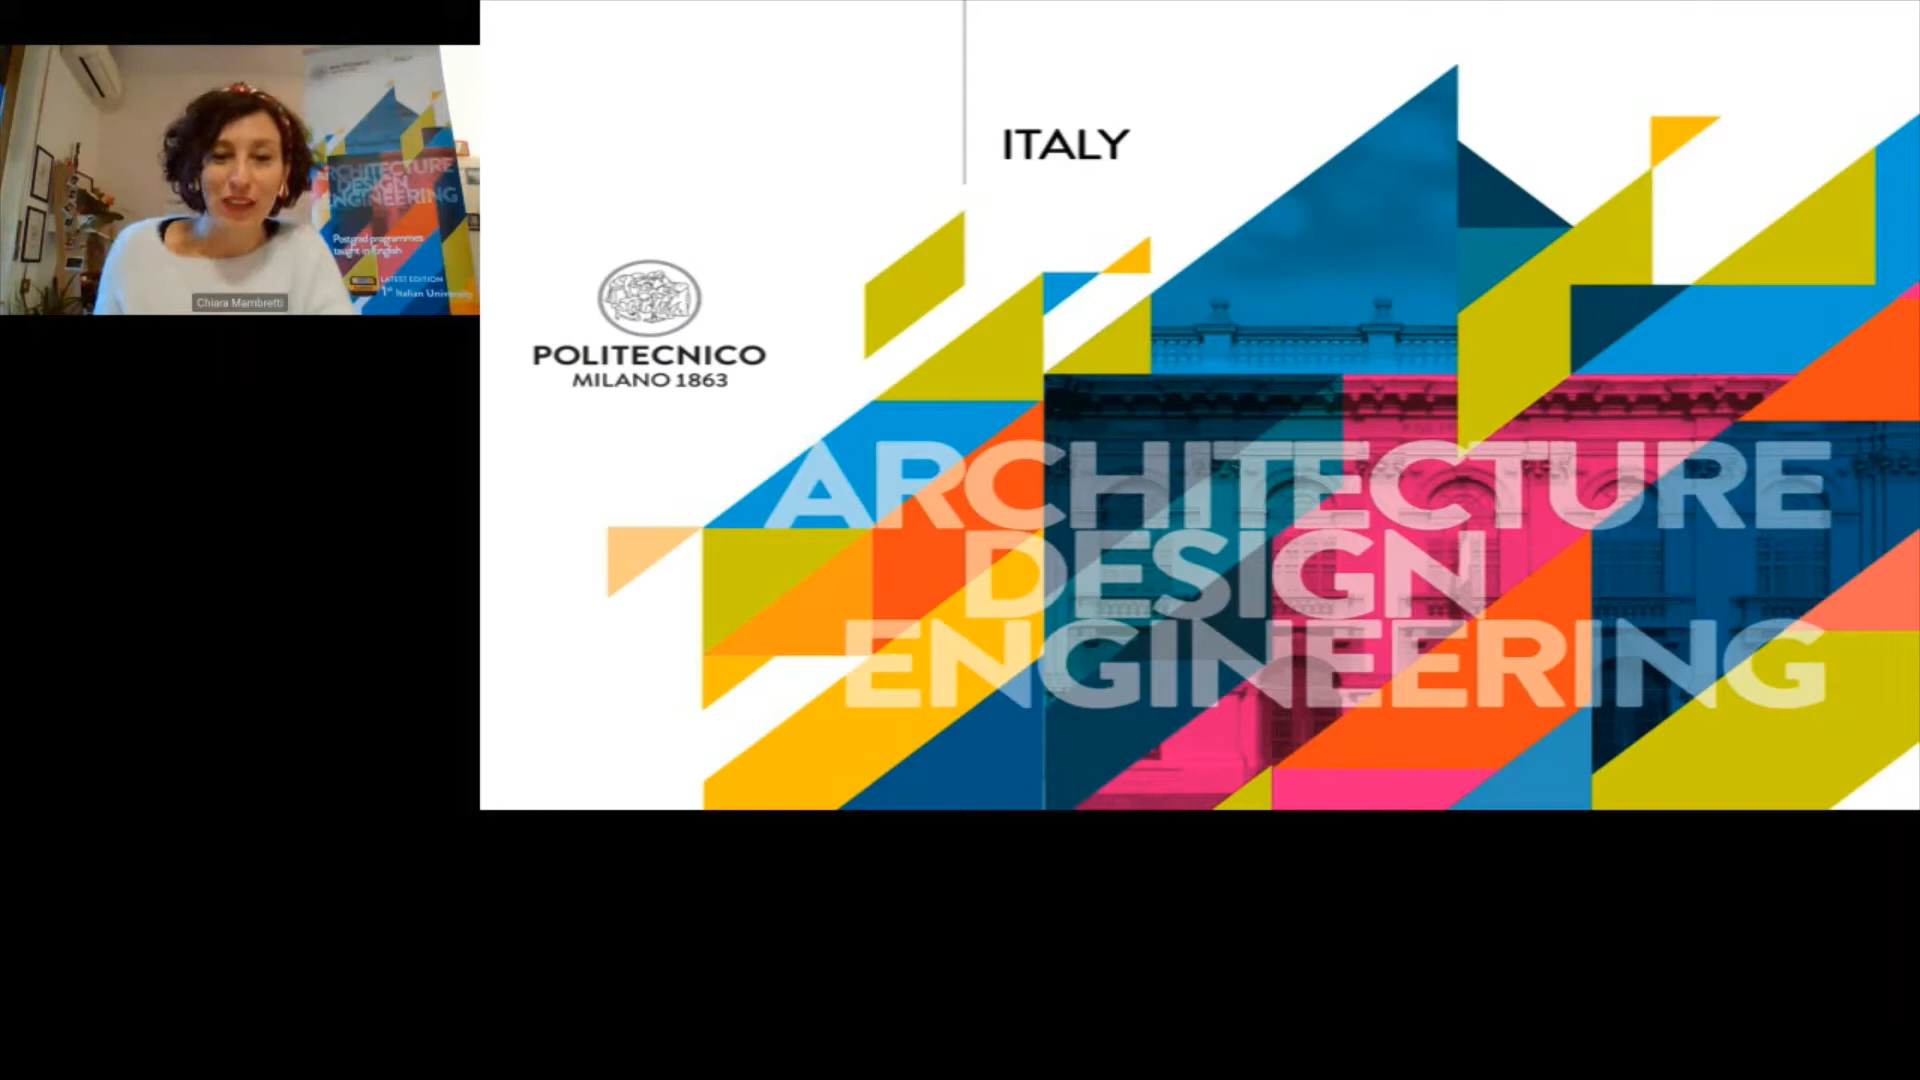 ARCHITECTURE
DESIGN
ENGINEERING
Postgrad programmes
taught in English
LATEST EDITION
1st Italian University
Chiara Mambretti
ITALY
POLITECNICO
MILANO 1863
ARCHITECTURE
DESIGN
ENGINEERING